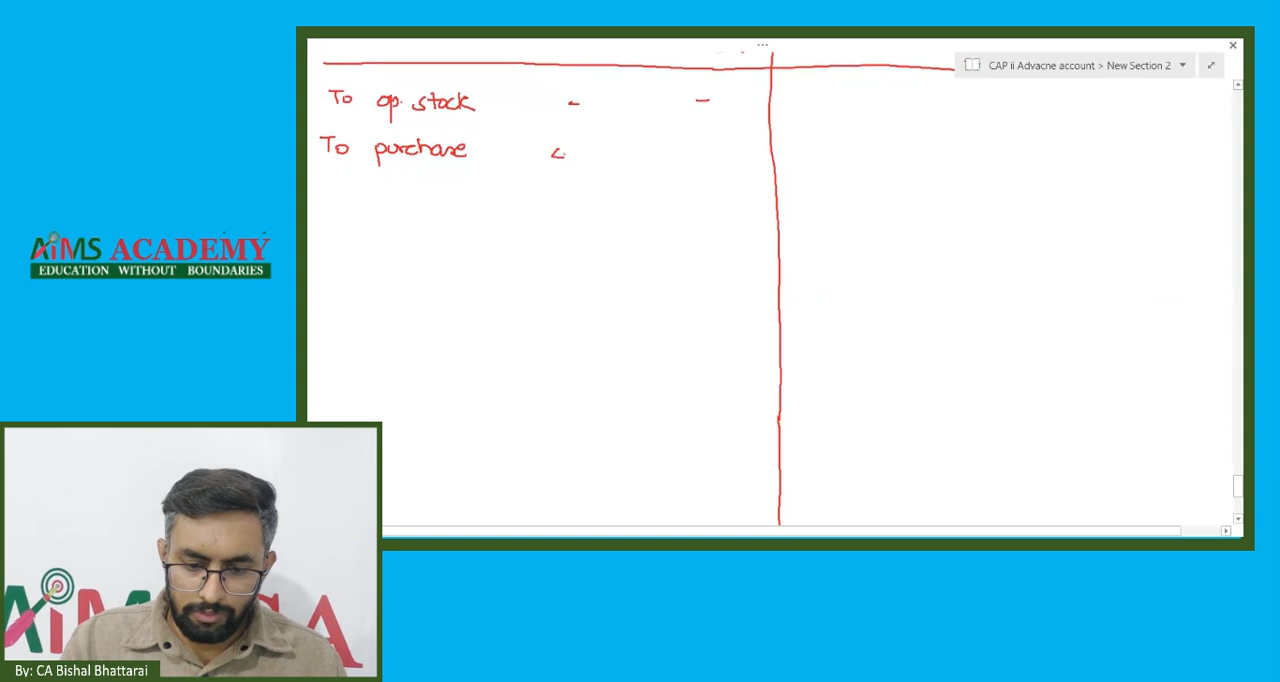 CAP ii Advacne account > New Section 2
To op. stock - -
To purchase
AiMS ACADEMY
EDUCATION WITHOUT BOUNDARIES
By: CA Bishal Bhattarai